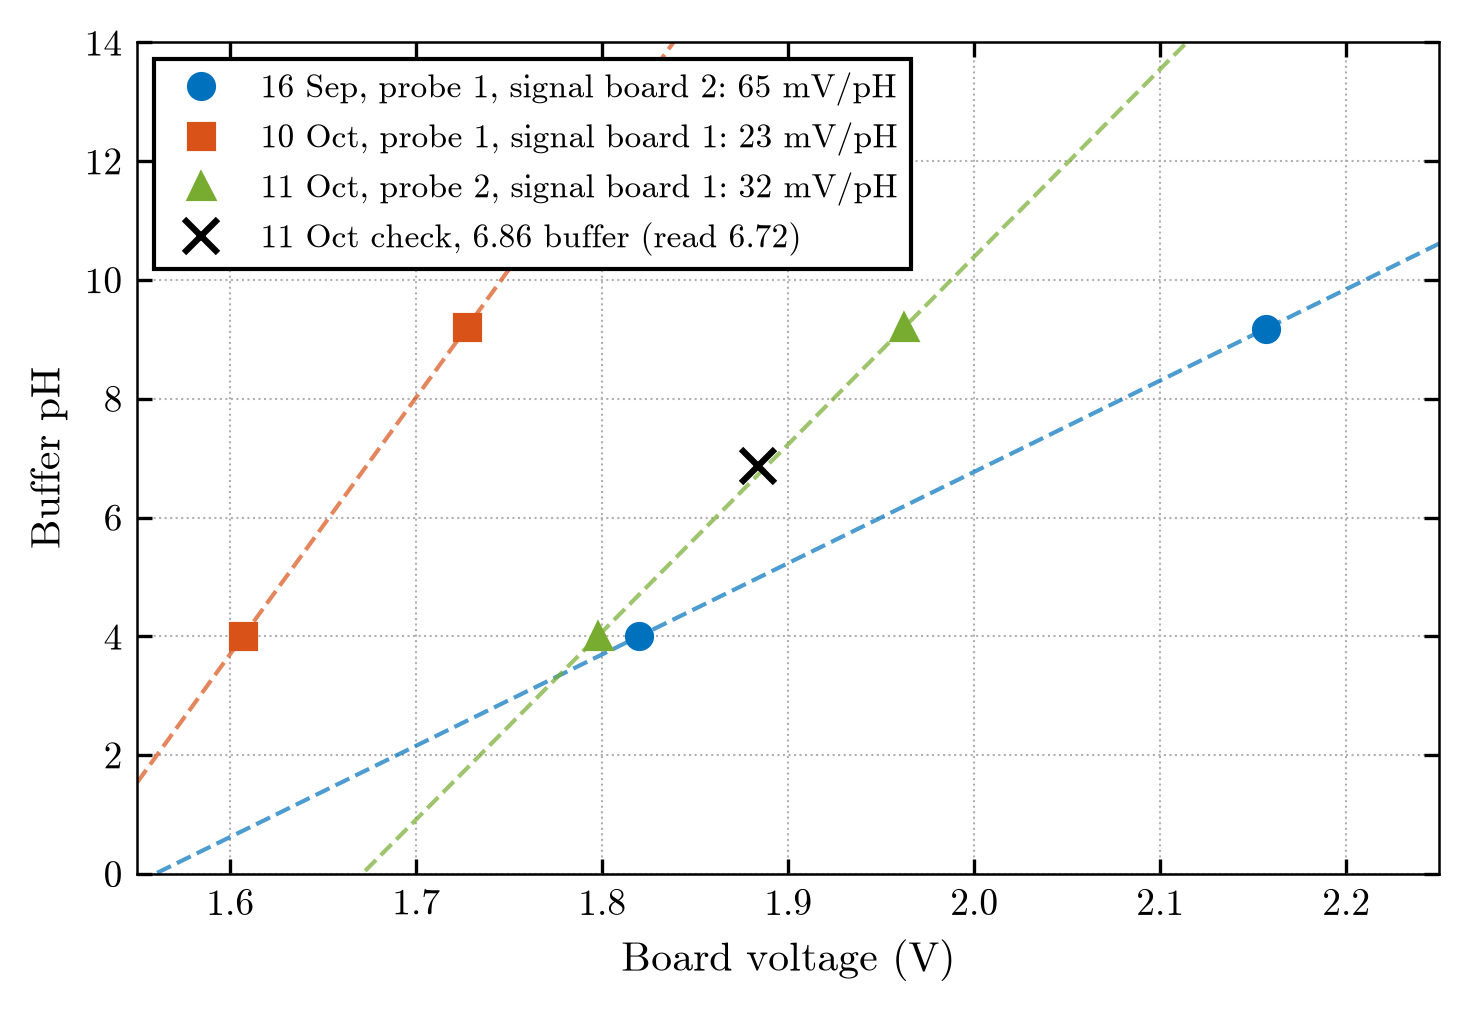 14
12
10
8
6
4
2
0
Buffer pH
16 Sep, probe 1, signal board 2: 65 mV/pH
10 Oct, probe 1, signal board 1: 23 mV/pH
11 Oct, probe 2, signal board 1: 32 mV/pH
11 Oct check, 6.86 buffer (read 6.72)
1.6 1.7 1.8 1.9 2.0 2.1 2.2
Board voltage (V)